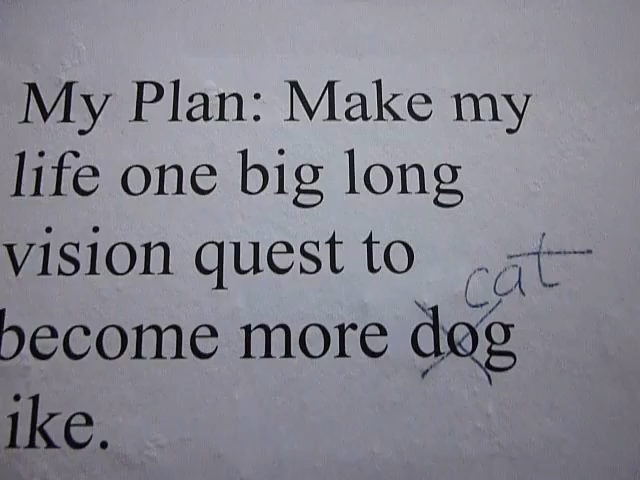 My Plan: Make my
life one big long
vision quest to
cat
become more dog
ike.